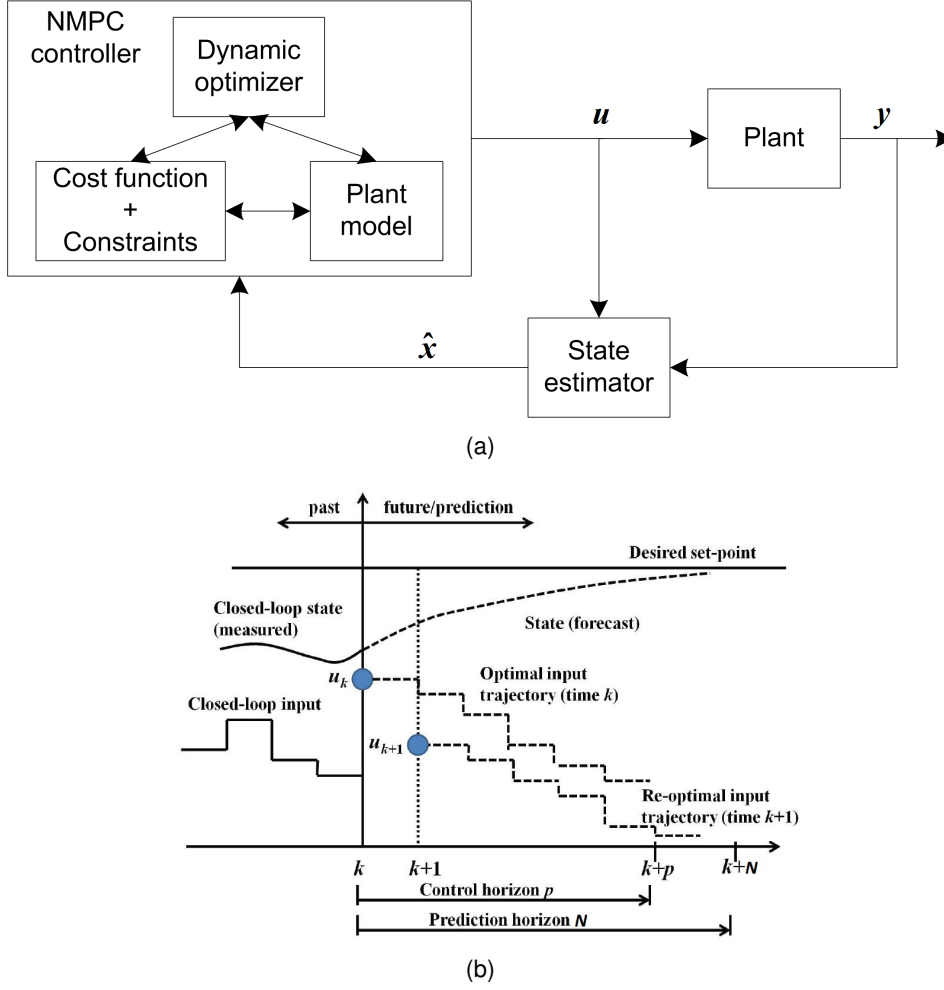 NMPC
controller
Dynamic
optimizer
Cost function
+
Constraints
Plant
model
u
Plant
y
x̂
State
estimator
(a)
past
future/prediction
Desired set-point
Closed-loop state
(measured)
State (forecast)
u_k
Optimal input
trajectory (time k)
Closed-loop input
u_{k+1}
Re-optimal input
trajectory (time k+1)
k
k+1
k+p
k+N
Control horizon p
Prediction horizon N
(b)